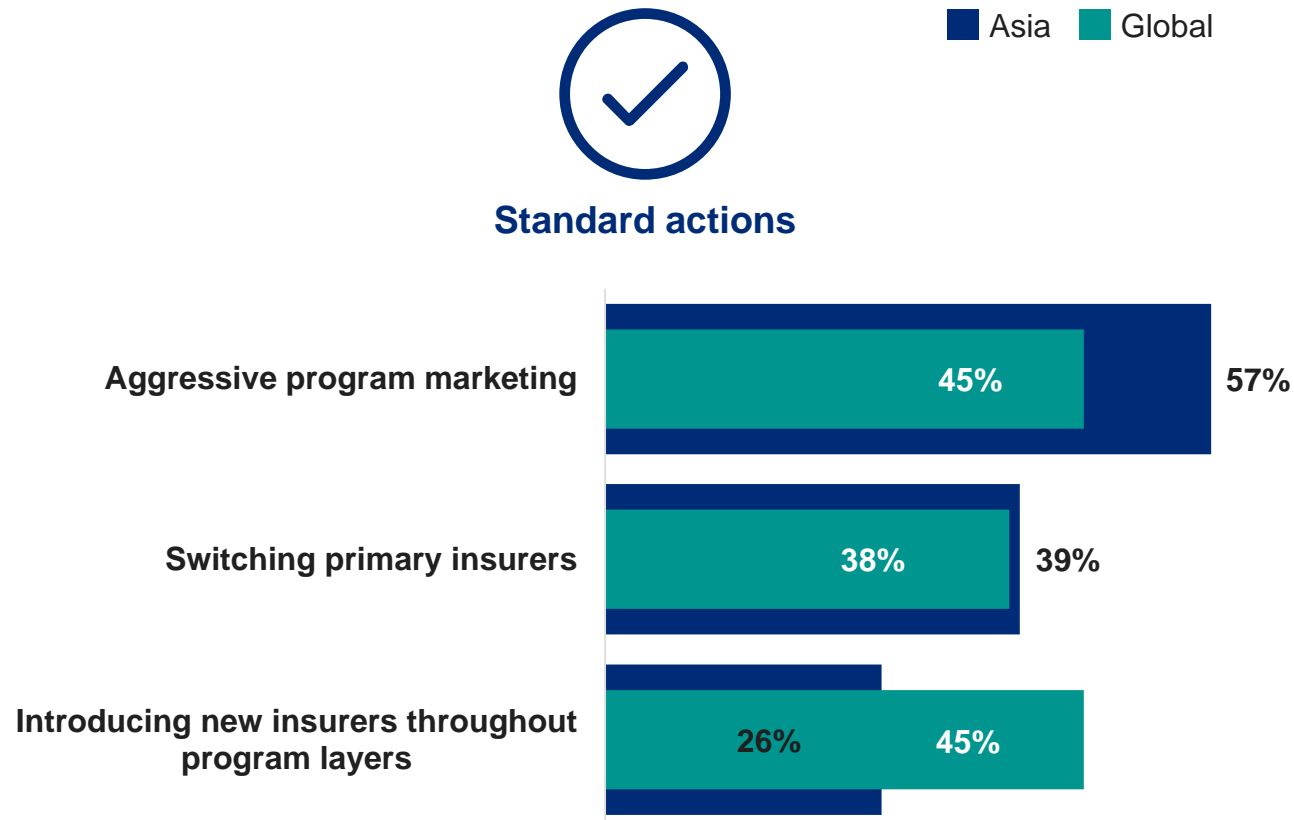 Asia Global
Standard actions
Aggressive program marketing 45% 57%
Switching primary insurers 38% 39%
Introducing new insurers throughout
program layers
26% 45%